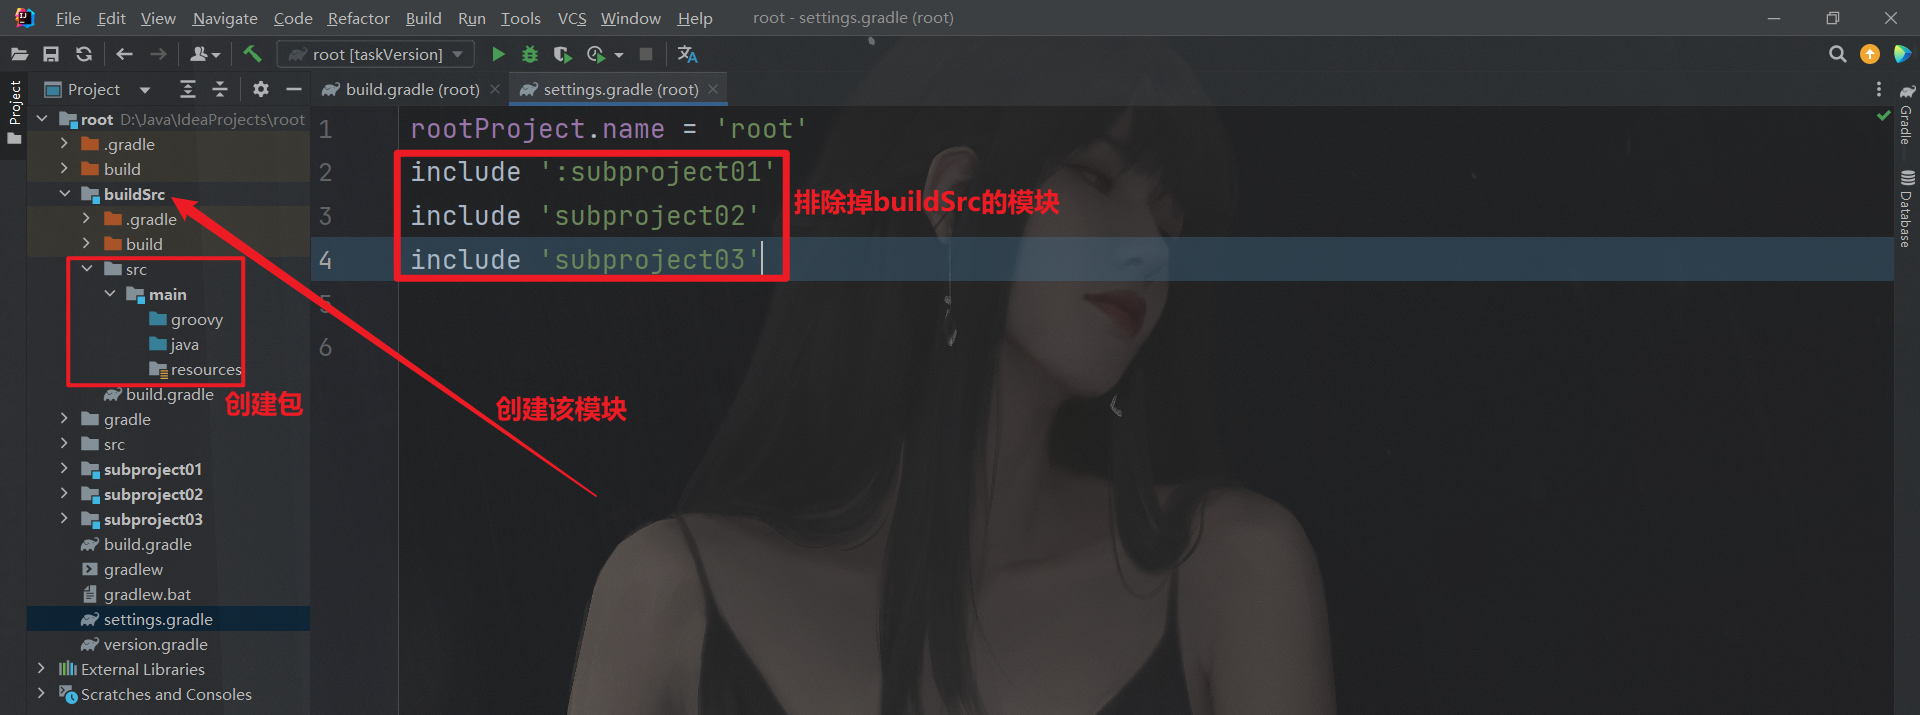 File Edit View Navigate Code Refactor Build Run Tools VCS Window Help root - settings.gradle (root)
root [taskVersion]
Project
Project
build.gradle (root)
settings.gradle (root)
root D:\Java\IdeaProjects\root
.gradle
build
buildSrc
.gradle
build
src
main
groovy
java
resources
build.gradle
创建包
gradle
src
subproject01
subproject02
subproject03
build.gradle
gradlew
gradlew.bat
settings.gradle
version.gradle
External Libraries
Scratches and Consoles
1 rootProject.name = 'root'
2 include ':subproject01'
3 include 'subproject02'
4 include 'subproject03'
5
6
排除掉buildSrc的模块
创建该模块
Gradle
Database